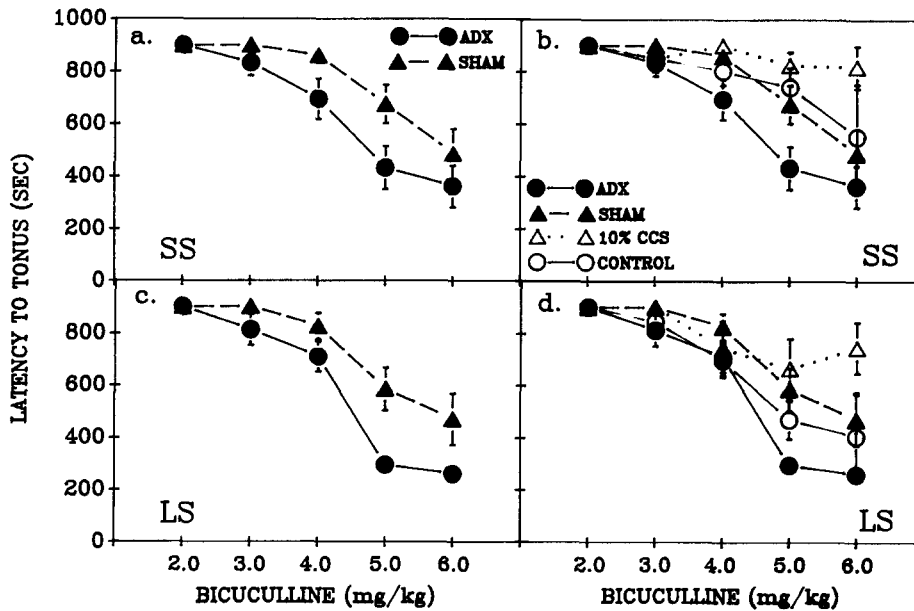 a.
ADX
SHAM
SS
b.
ADX
SHAM
10% CCS
CONTROL
SS
c.
LS
d.
LS
LATENCY TO TONUS (SEC)
1000
800
600
400
200
0
800
600
400
200
0
2.0 3.0 4.0 5.0 6.0
2.0 3.0 4.0 5.0 6.0
BICUCULLINE (mg/kg)
BICUCULLINE (mg/kg)